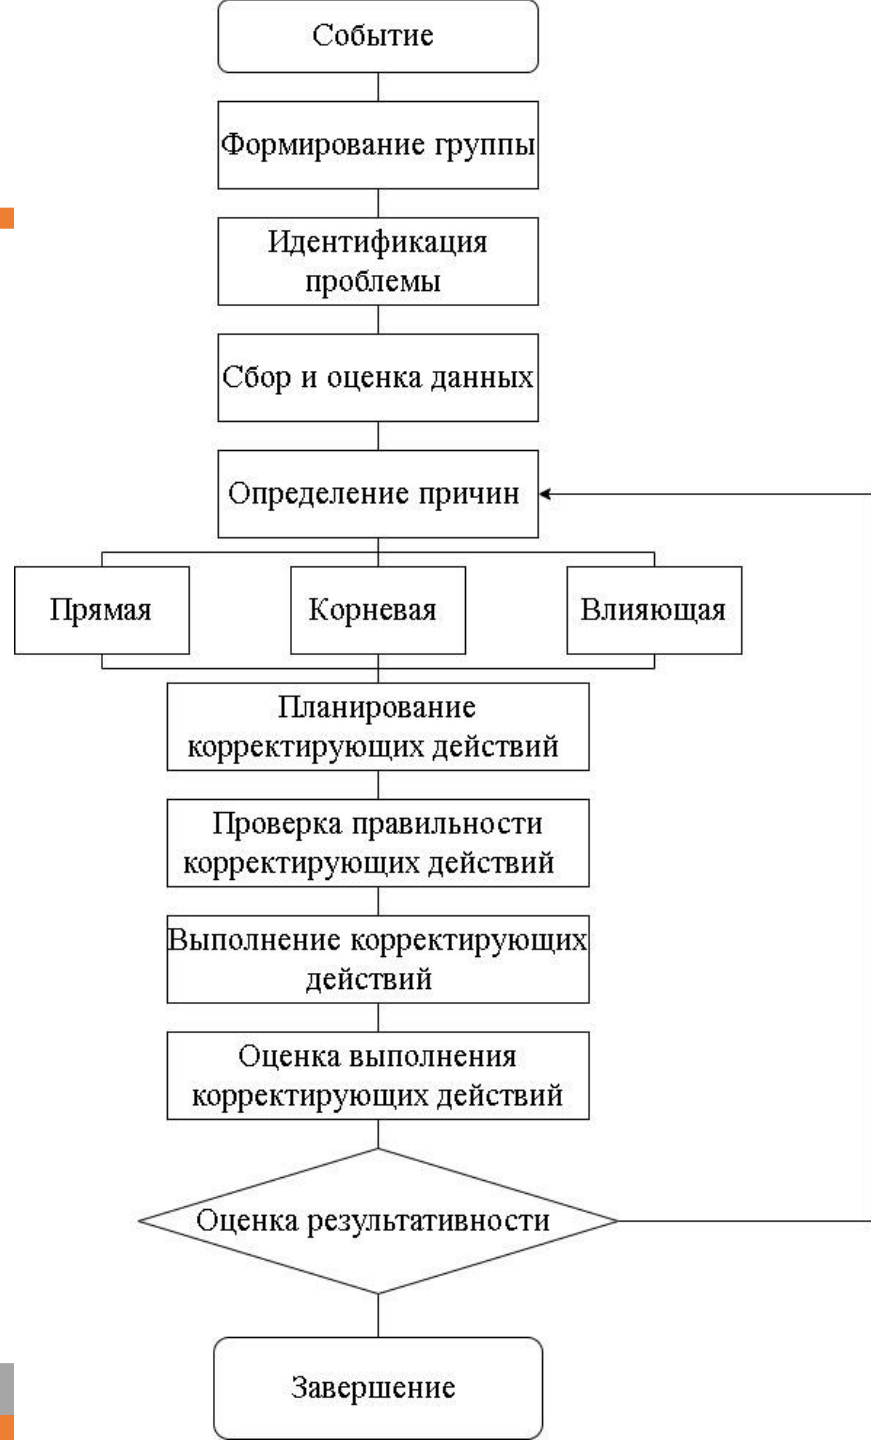 Событие
Формирование группы
Идентификация
проблемы
Сбор и оценка данных
Определение причин
Прямая
Корневая
Влияющая
Планирование
корректирующих действий
Проверка правильности
корректирующих действий
Выполнение корректирующих
действий
Оценка выполнения
корректирующих действий
Оценка результативности
Завершение